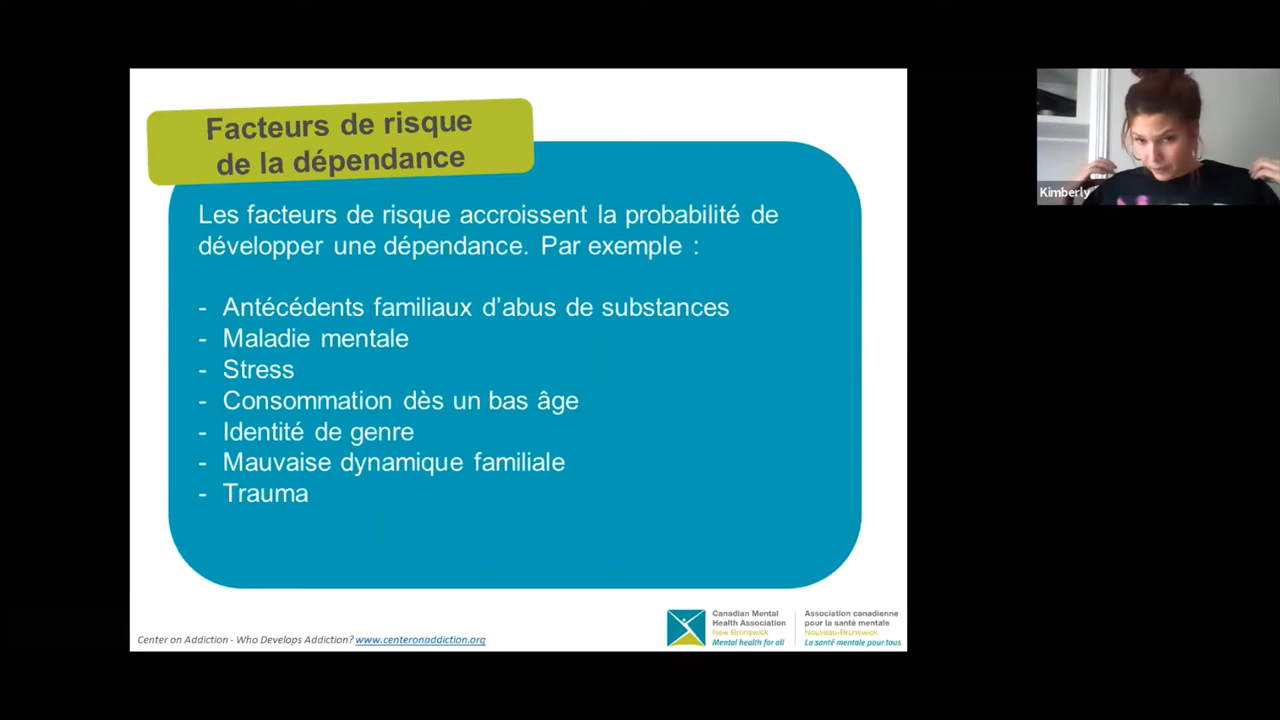 Facteurs de risque
de la dépendance
Les facteurs de risque accroissent la probabilité de
développer une dépendance. Par exemple :
- Antécédents familiaux d'abus de substances
- Maladie mentale
- Stress
- Consommation dès un bas âge
- Identité de genre
- Mauvaise dynamique familiale
- Trauma
Center on Addiction - Who Develops Addiction? www.centeronaddiction.org
Canadian Mental
Health Association
New Brunswick
Mental health for all
Association canadienne
pour la santé mentale
Nouveau-Brunswick
La santé mentale pour tous
Kimberly